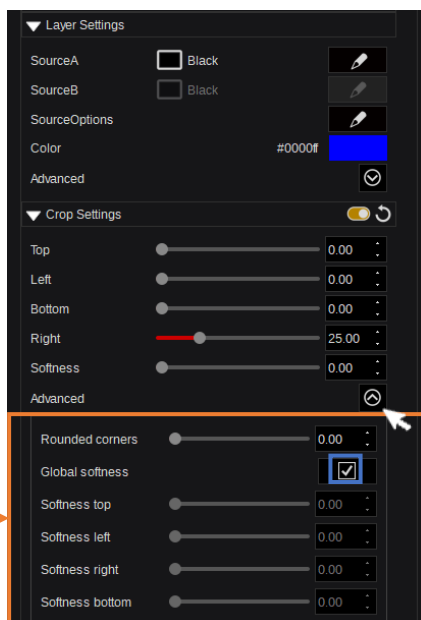 Layer Settings
SourceA Black
SourceB Black
SourceOptions
Color #0000ff
Advanced
Crop Settings
Top 0.00
Left 0.00
Bottom 0.00
Right 25.00
Softness 0.00
Advanced
Rounded corners 0.00
Global softness
Softness top 0.00
Softness left 0.00
Softness right 0.00
Softness bottom 0.00